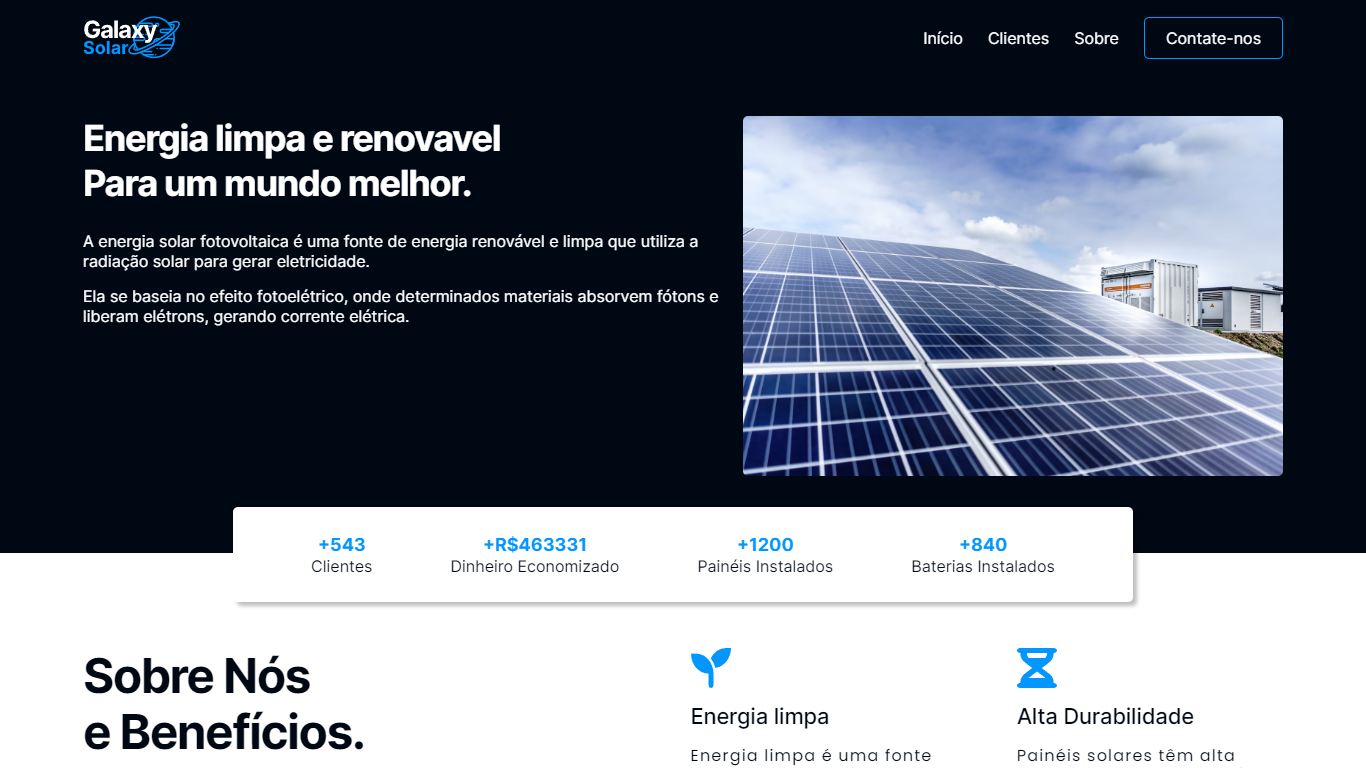 Galaxy
Solar
Início
Clientes
Sobre
Contate-nos
Energia limpa e renovavel
Para um mundo melhor.
A energia solar fotovoltaica é uma fonte de energia renovável e limpa que utiliza a
radiação solar para gerar eletricidade.
Ela se baseia no efeito fotoelétrico, onde determinados materiais absorvem fótons e
liberam elétrons, gerando corrente elétrica.
+543
Clientes
+R$463331
Dinheiro Economizado
+1200
Painéis Instalados
+840
Baterias Instalados
Sobre Nós
e Benefícios.
Energia limpa
Energia limpa é uma fonte
Alta Durabilidade
Painéis solares têm alta